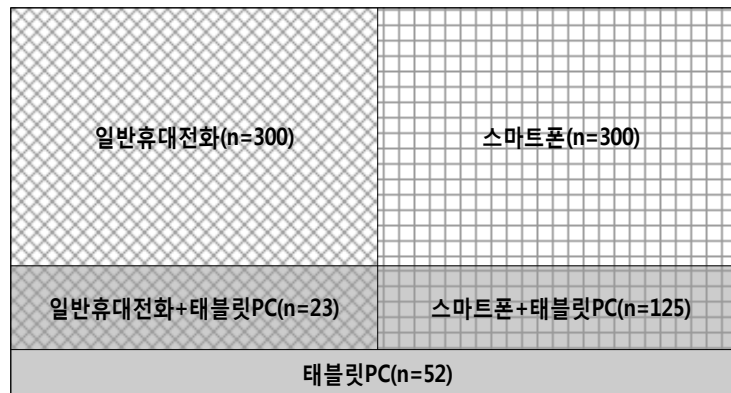 일반휴대전화(n=300)
스마트폰(n=300)
일반휴대전화+태블릿PC(n=23)
스마트폰+태블릿PC(n=125)
태블릿PC(n=52)